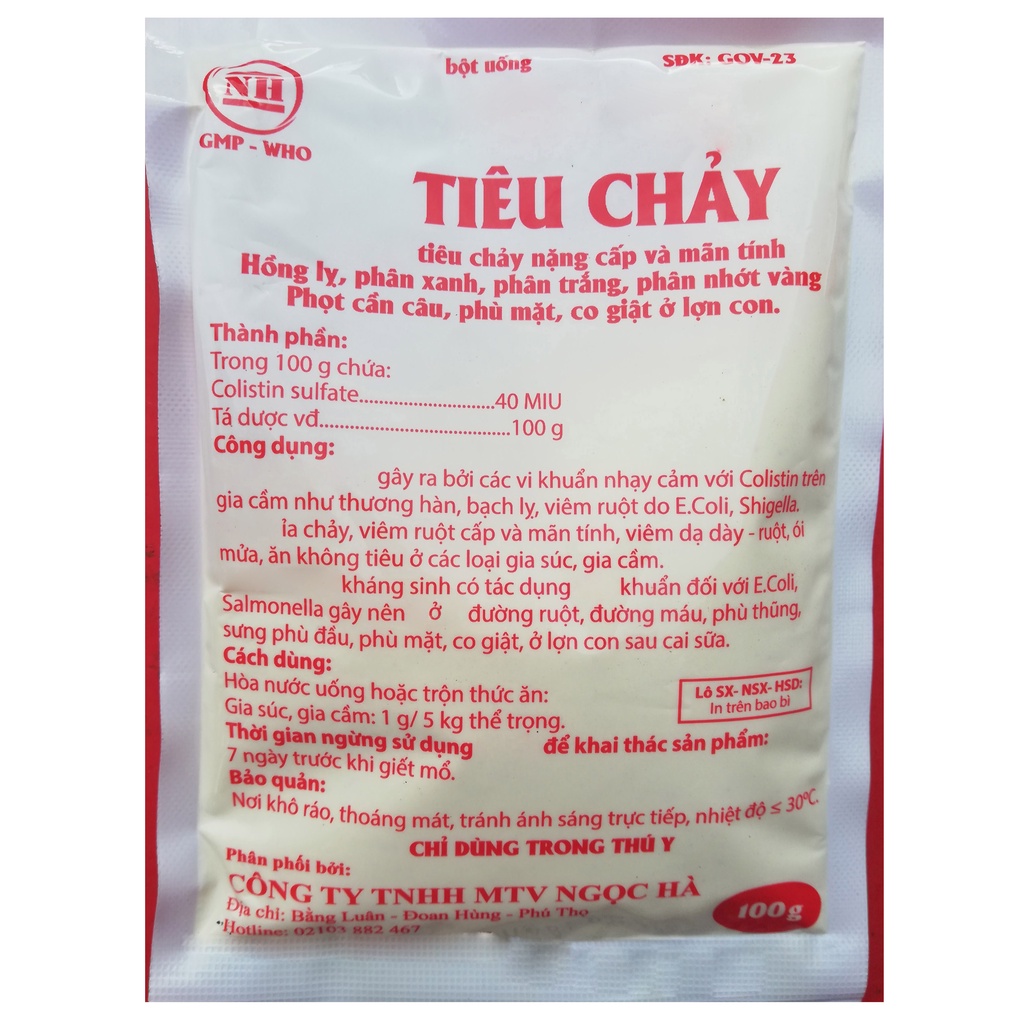 NH
GMP - WHO
bột uống
SĐK: GOV-23
TIÊU CHẢY
tiêu chảy nặng cấp và mãn tính
Hồng lỵ, phân xanh, phân trắng, phân nhớt vàng
Phọt cần câu, phù mặt, co giật ở lợn con.
Thành phần:
Trong 100 g chứa:
Colistin sulfate............................40 MIU
Tá dược vđ.......................................100 g
Công dụng:
gây ra bởi các vi khuẩn nhạy cảm với Colistin trên
gia cầm như thương hàn, bạch lỵ, viêm ruột do E.Coli, Shigella.
ỉa chảy, viêm ruột cấp và mãn tính, viêm dạ dày - ruột, ói
mửa, ăn không tiêu ở các loại gia súc, gia cầm.
kháng sinh có tác dụng khuẩn đối với E.Coli,
Salmonella gây nên ở đường ruột, đường máu, phù thũng,
sưng phù đầu, phù mặt, co giật, ở lợn con sau cai sữa.
Cách dùng:
Hòa nước uống hoặc trộn thức ăn:
Gia súc, gia cầm: 1 g/ 5 kg thể trọng.
Lô SX- NSX- HSD:
In trên bao bì
Thời gian ngừng sử dụng để khai thác sản phẩm:
7 ngày trước khi giết mổ.
Bảo quản:
Nơi khô ráo, thoáng mát, tránh ánh sáng trực tiếp, nhiệt độ ≤ 30ºC.
CHỈ DÙNG TRONG THÚ Y
Phân phối bởi:
CÔNG TY TNHH MTV NGỌC HÀ
Địa chỉ: Bằng Luân - Đoan Hùng - Phú Thọ
Hotline: 02103 882 467
100g